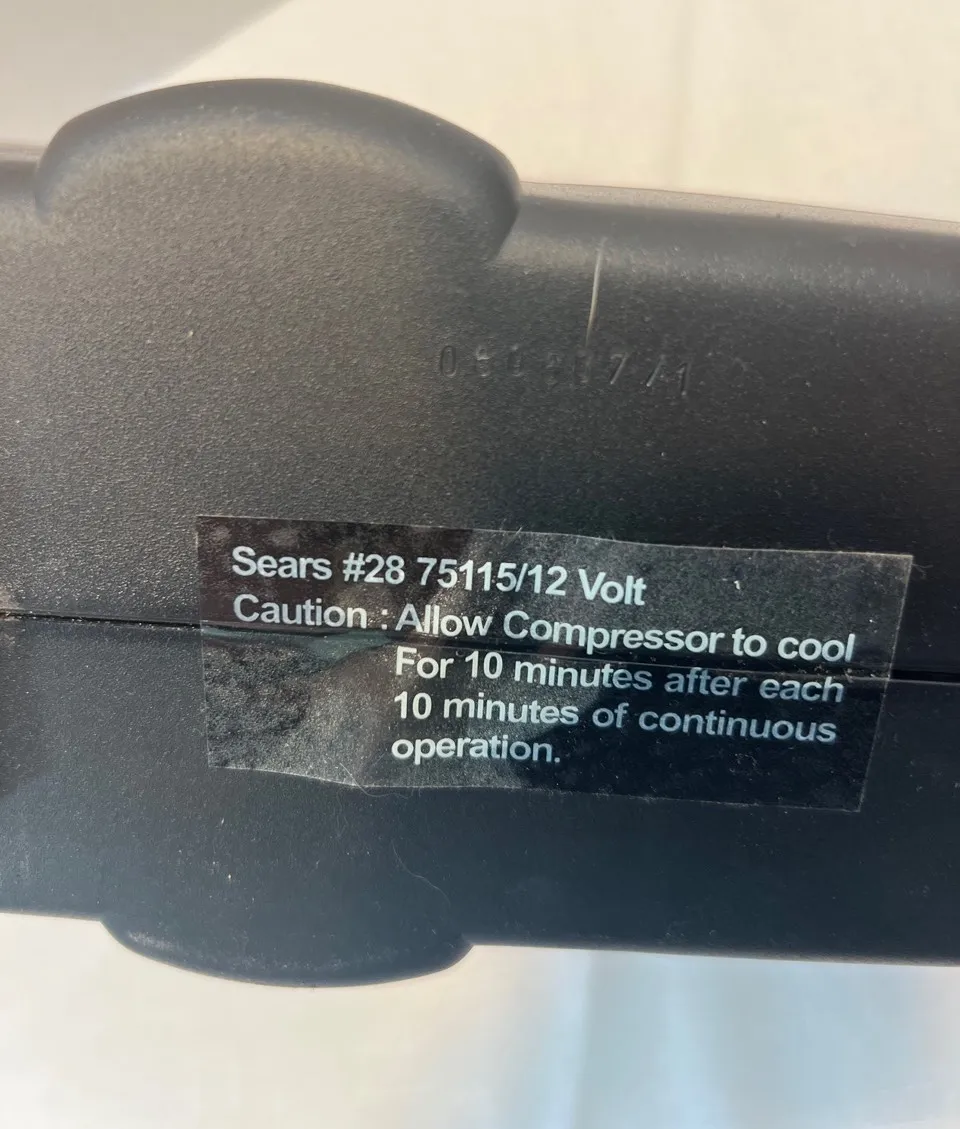 Sears #28 75115/12 Volt
Caution : Allow Compressor to cool
For 10 minutes after each
10 minutes of continuous
operation.